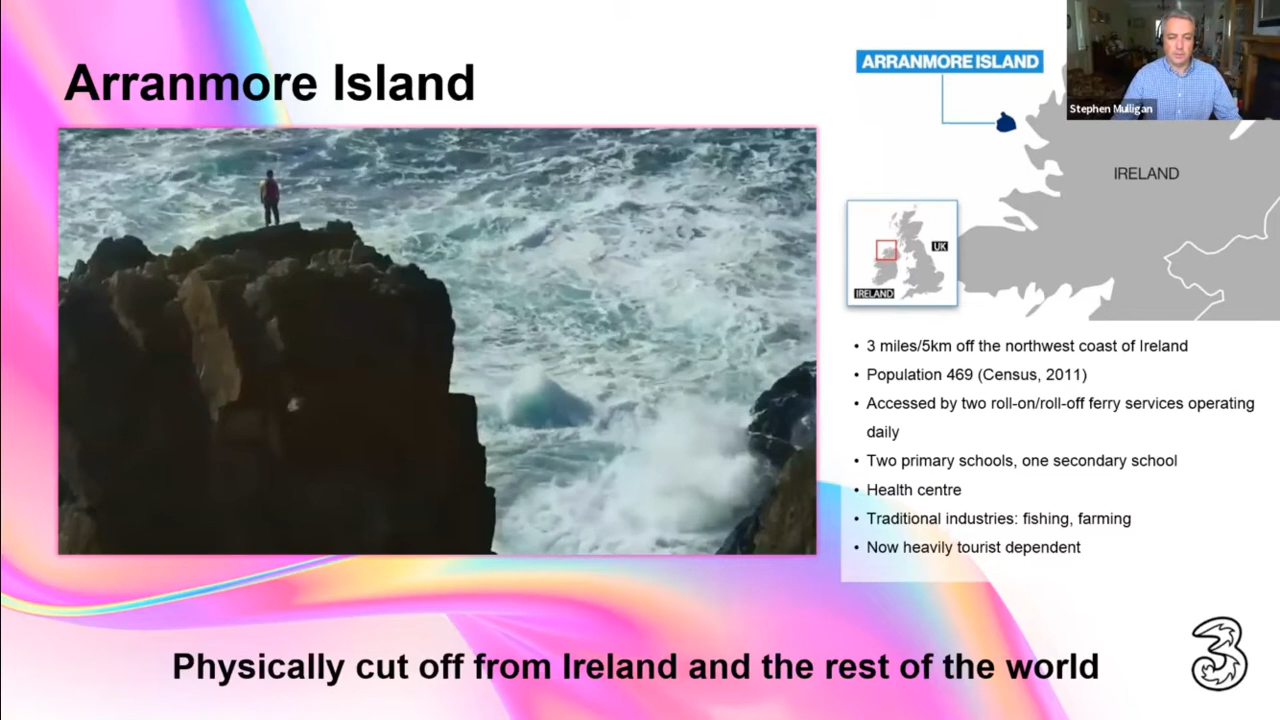 Arranmore Island
ARRANMORE ISLAND
Stephen Mulligan
IRELAND
UK
IRELAND
• 3 miles/5km off the northwest coast of Ireland
• Population 469 (Census, 2011)
• Accessed by two roll-on/roll-off ferry services operating
daily
• Two primary schools, one secondary school
• Health centre
• Traditional industries: fishing, farming
• Now heavily tourist dependent
Physically cut off from Ireland and the rest of the world
3